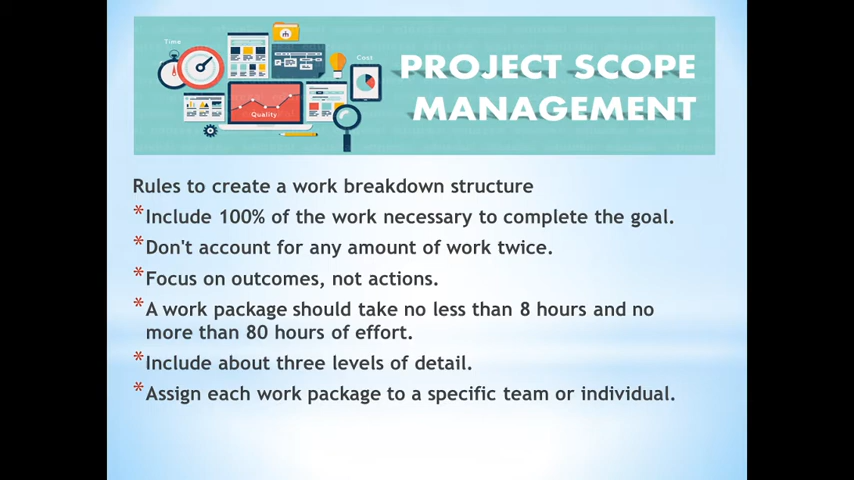 Time
Cost
Quality
PROJECT SCOPE
MANAGEMENT
Rules to create a work breakdown structure
*Include 100% of the work necessary to complete the goal.
*Don't account for any amount of work twice.
*Focus on outcomes, not actions.
*A work package should take no less than 8 hours and no
more than 80 hours of effort.
*Include about three levels of detail.
*Assign each work package to a specific team or individual.